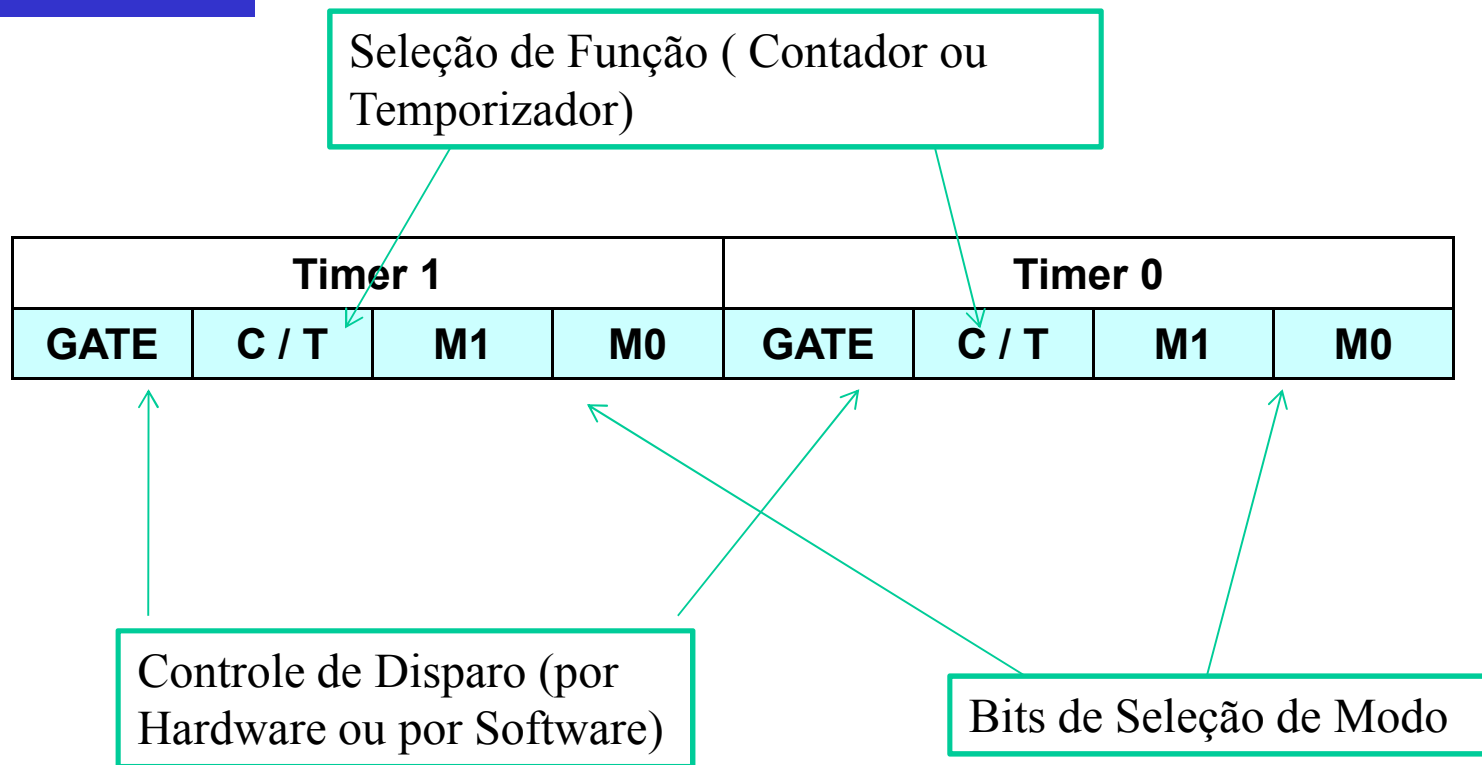 Seleção de Função ( Contador ou
Temporizador)
Timer 1 Timer 0
GATE C / T M1 M0 GATE C / T M1 M0
Controle de Disparo (por
Hardware ou por Software)
Bits de Seleção de Modo